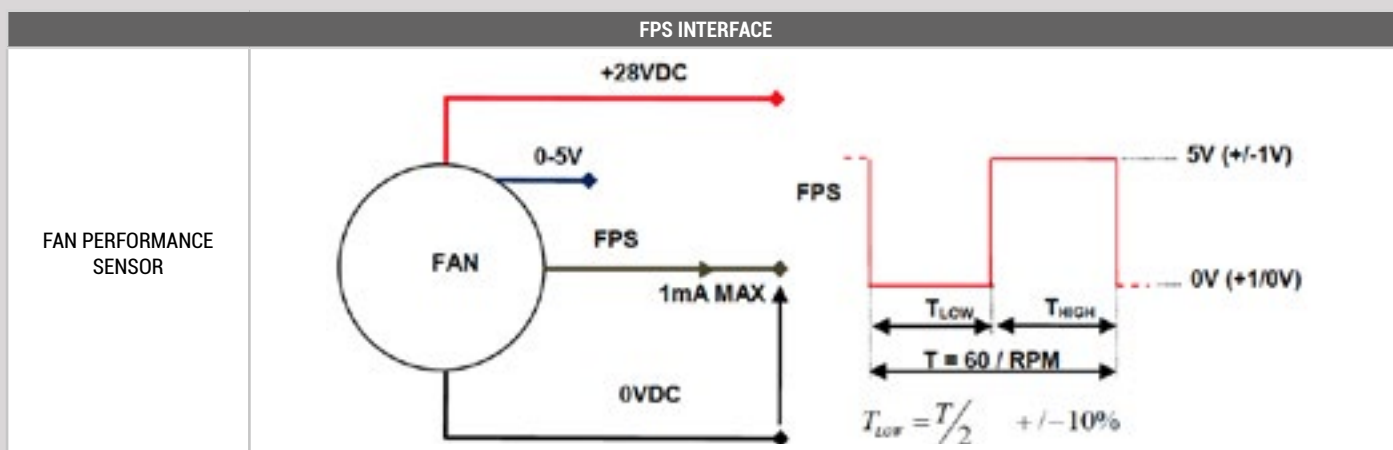 FPS INTERFACE
FAN PERFORMANCE
SENSOR
+28VDC
0-5V
FAN
FPS
1mA MAX
0VDC
FPS
5V (+/-1V)
0V (+1/0V)
TLOW
THIGH
T = 60 / RPM
TLOW = T/2 +/-10%